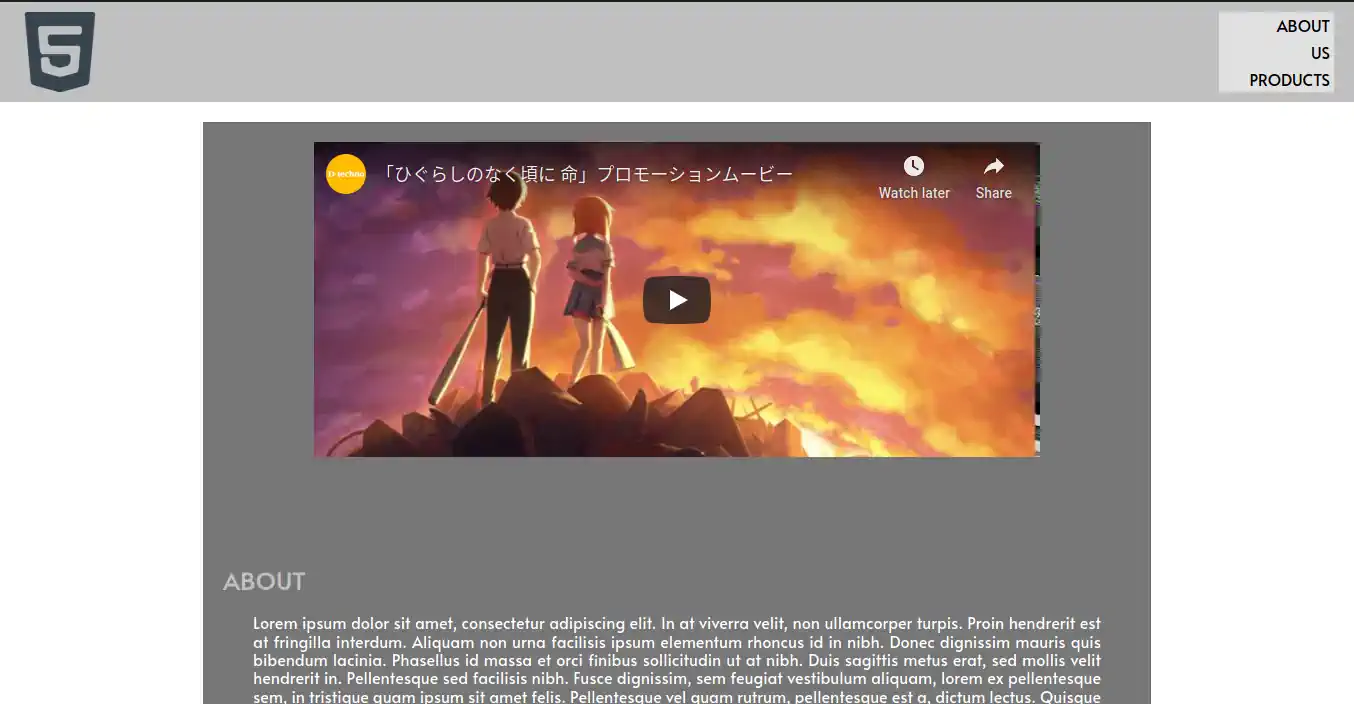 5
ABOUT
US
PRODUCTS
D-techno
「ひぐらしのなく頃に 命」プロモーションムービー
Watch later
Share
ABOUT
Lorem ipsum dolor sit amet, consectetur adipiscing elit. In at viverra velit, non ullamcorper turpis. Proin hendrerit est
at fringilla interdum. Aliquam non urna facilisis ipsum elementum rhoncus id in nibh. Donec dignissim mauris quis
bibendum lacinia. Phasellus id massa et orci finibus sollicitudin ut at nibh. Duis sagittis metus erat, sed mollis velit
hendrerit in. Pellentesque sed facilisis nibh. Fusce dignissim, sem feugiat vestibulum aliquam, lorem ex pellentesque
sem, in tristique quam ipsum sit amet felis. Pellentesque vel quam rutrum, pellentesque est a, dictum lectus. Quisque